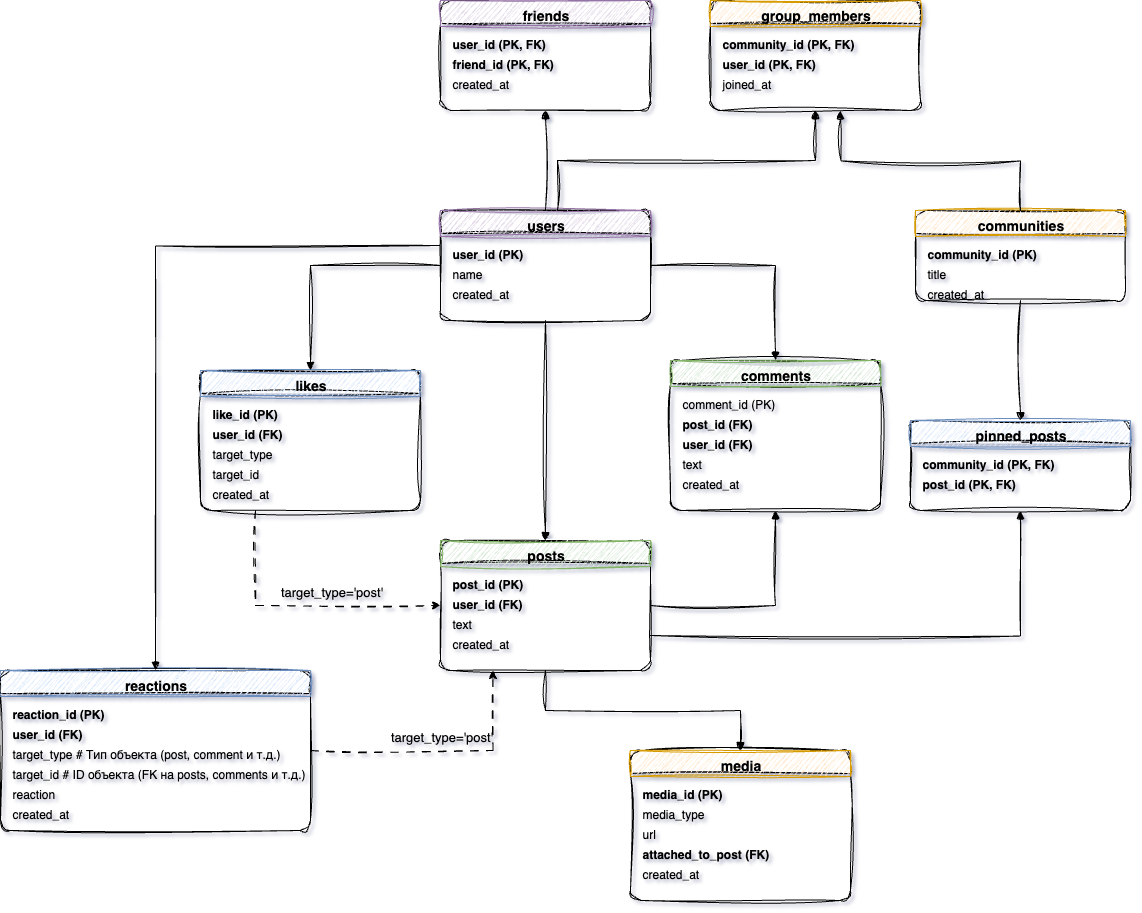 friends
user_id (PK, FK)
friend_id (PK, FK)
created_at
group_members
community_id (PK, FK)
user_id (PK, FK)
joined_at
users
user_id (PK)
name
created_at
communities
community_id (PK)
title
created_at
likes
like_id (PK)
user_id (FK)
target_type
target_id
created_at
comments
comment_id (PK)
post_id (FK)
user_id (FK)
text
created_at
pinned_posts
community_id (PK, FK)
post_id (PK, FK)
posts
post_id (PK)
user_id (FK)
text
created_at
target_type='post'
reactions
reaction_id (PK)
user_id (FK)
target_type # Тип объекта (post, comment и т.д.)
target_id # ID объекта (FK на posts, comments и т.д.)
reaction
created_at
target_type='post'
media
media_id (PK)
media_type
url
attached_to_post (FK)
created_at